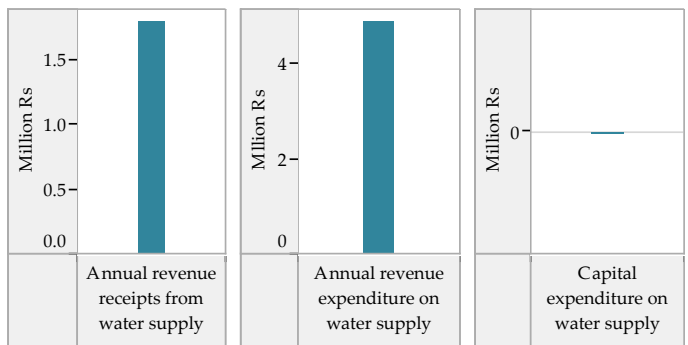 Million Rs
1.5
1.0
0.5
0.0
Annual revenue
receipts from
water supply
Mllion Rs
4
2
0
Annual revenue
expenditure on
water supply
Million Rs
0
Capital
expenditure on
water supply